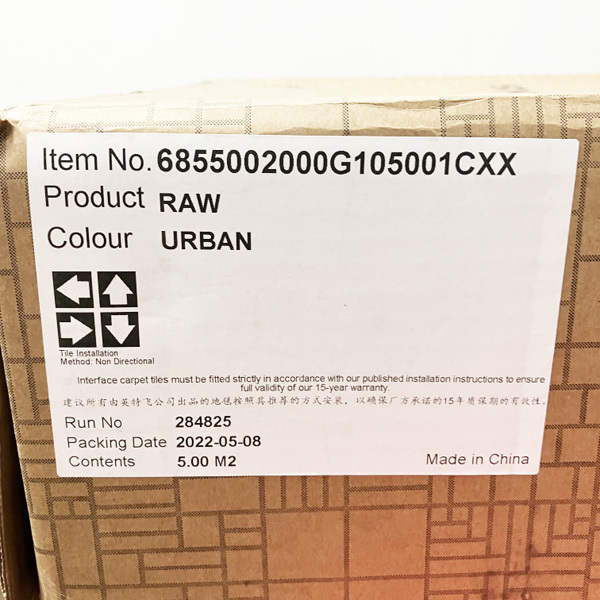 Item No. 6855002000G105001CXX
Product RAW
Colour URBAN
Tile Installation
Method: Non Directional
Interface carpet tiles must be fitted strictly in accordance with our published installation instructions to ensure
full validity of our 15-year warranty.
建议所有由英特飞公司出品的地毯按照其推荐的方式安装，以确保厂方承诺的15年质保期的有效性。
Run No 284825
Packing Date 2022-05-08
Contents 5.00 M2
Made in China